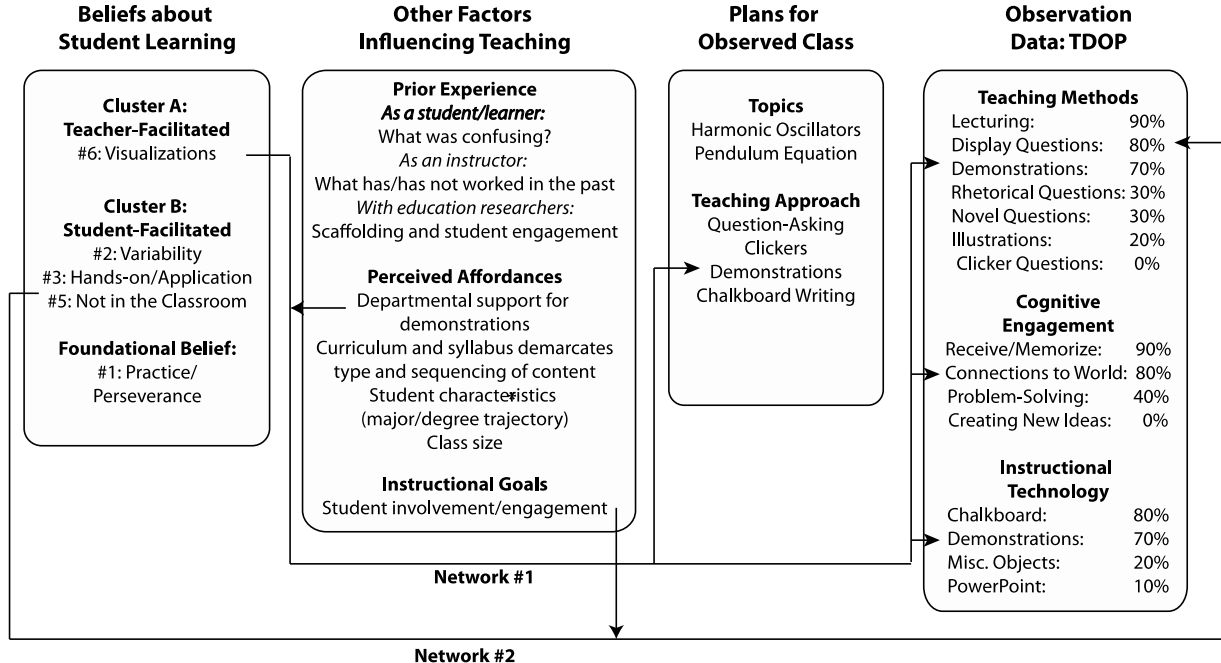 Beliefs about
Student Learning
Cluster A:
Teacher-Facilitated
#6: Visualizations
Cluster B:
Student-Facilitated
#2: Variability
#3: Hands-on/Application
#5: Not in the Classroom
Foundational Belief:
#1: Practice/
Perseverance
Other Factors
Influencing Teaching
Prior Experience
As a student/learner:
What was confusing?
As an instructor:
What has/has not worked in the past
With education researchers:
Scaffolding and student engagement
Perceived Affordances
Departmental support for
demonstrations
Curriculum and syllabus demarcates
type and sequencing of content
Student characteristics
(major/degree trajectory)
Class size
Instructional Goals
Student involvement/engagement
Plans for
Observed Class
Topics
Harmonic Oscillators
Pendulum Equation
Teaching Approach
Question-Asking
Clickers
Demonstrations
Chalkboard Writing
Observation
Data: TDOP
Teaching Methods
Lecturing: 90%
Display Questions: 80%
Demonstrations: 70%
Rhetorical Questions: 30%
Novel Questions: 30%
Illustrations: 20%
Clicker Questions: 0%
Cognitive
Engagement
Receive/Memorize: 90%
Connections to World: 80%
Problem-Solving: 40%
Creating New Ideas: 0%
Instructional
Technology
Chalkboard: 80%
Demonstrations: 70%
Misc. Objects: 20%
PowerPoint: 10%
Network #1
Network #2